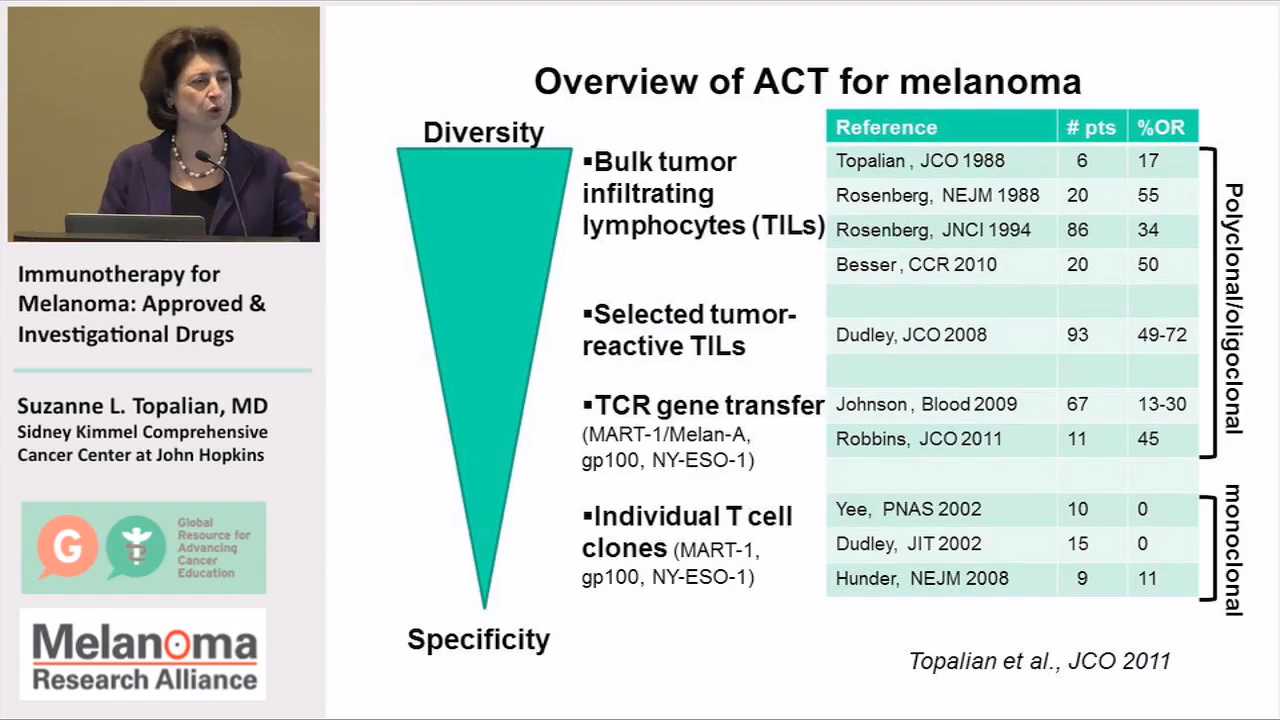 Overview of ACT for melanoma
Diversity
Specificity
▪Bulk tumor
infiltrating
lymphocytes (TILs)
▪Selected tumor-
reactive TILs
▪TCR gene transfer
(MART-1/Melan-A,
gp100, NY-ESO-1)
▪Individual T cell
clones (MART-1,
gp100, NY-ESO-1)
Reference # pts %OR
Topalian , JCO 1988 6 17
Rosenberg, NEJM 1988 20 55
Rosenberg, JNCI 1994 86 34
Besser , CCR 2010 20 50
Dudley, JCO 2008 93 49-72
Johnson , Blood 2009 67 13-30
Robbins, JCO 2011 11 45
Yee, PNAS 2002 10 0
Dudley, JIT 2002 15 0
Hunder, NEJM 2008 9 11
Polyclonal/oligoclonal
monoclonal
Topalian et al., JCO 2011
Immunotherapy for
Melanoma: Approved &
Investigational Drugs
Suzanne L. Topalian, MD
Sidney Kimmel Comprehensive
Cancer Center at John Hopkins
G
Global
Resource for
Advancing
Cancer
Education
Melanoma
Research Alliance